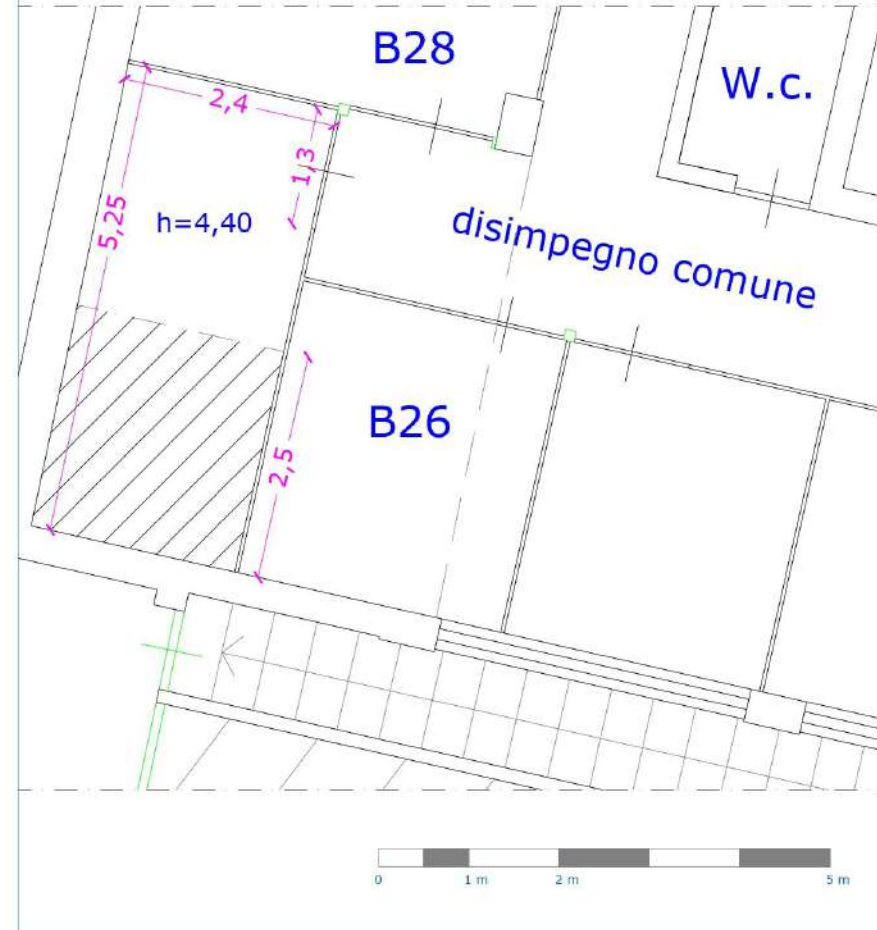 B28
W.c.
2,4
1,3
5,25
h=4,40
disimpegno comune
B26
2,5
0
1 m
2 m
5 m